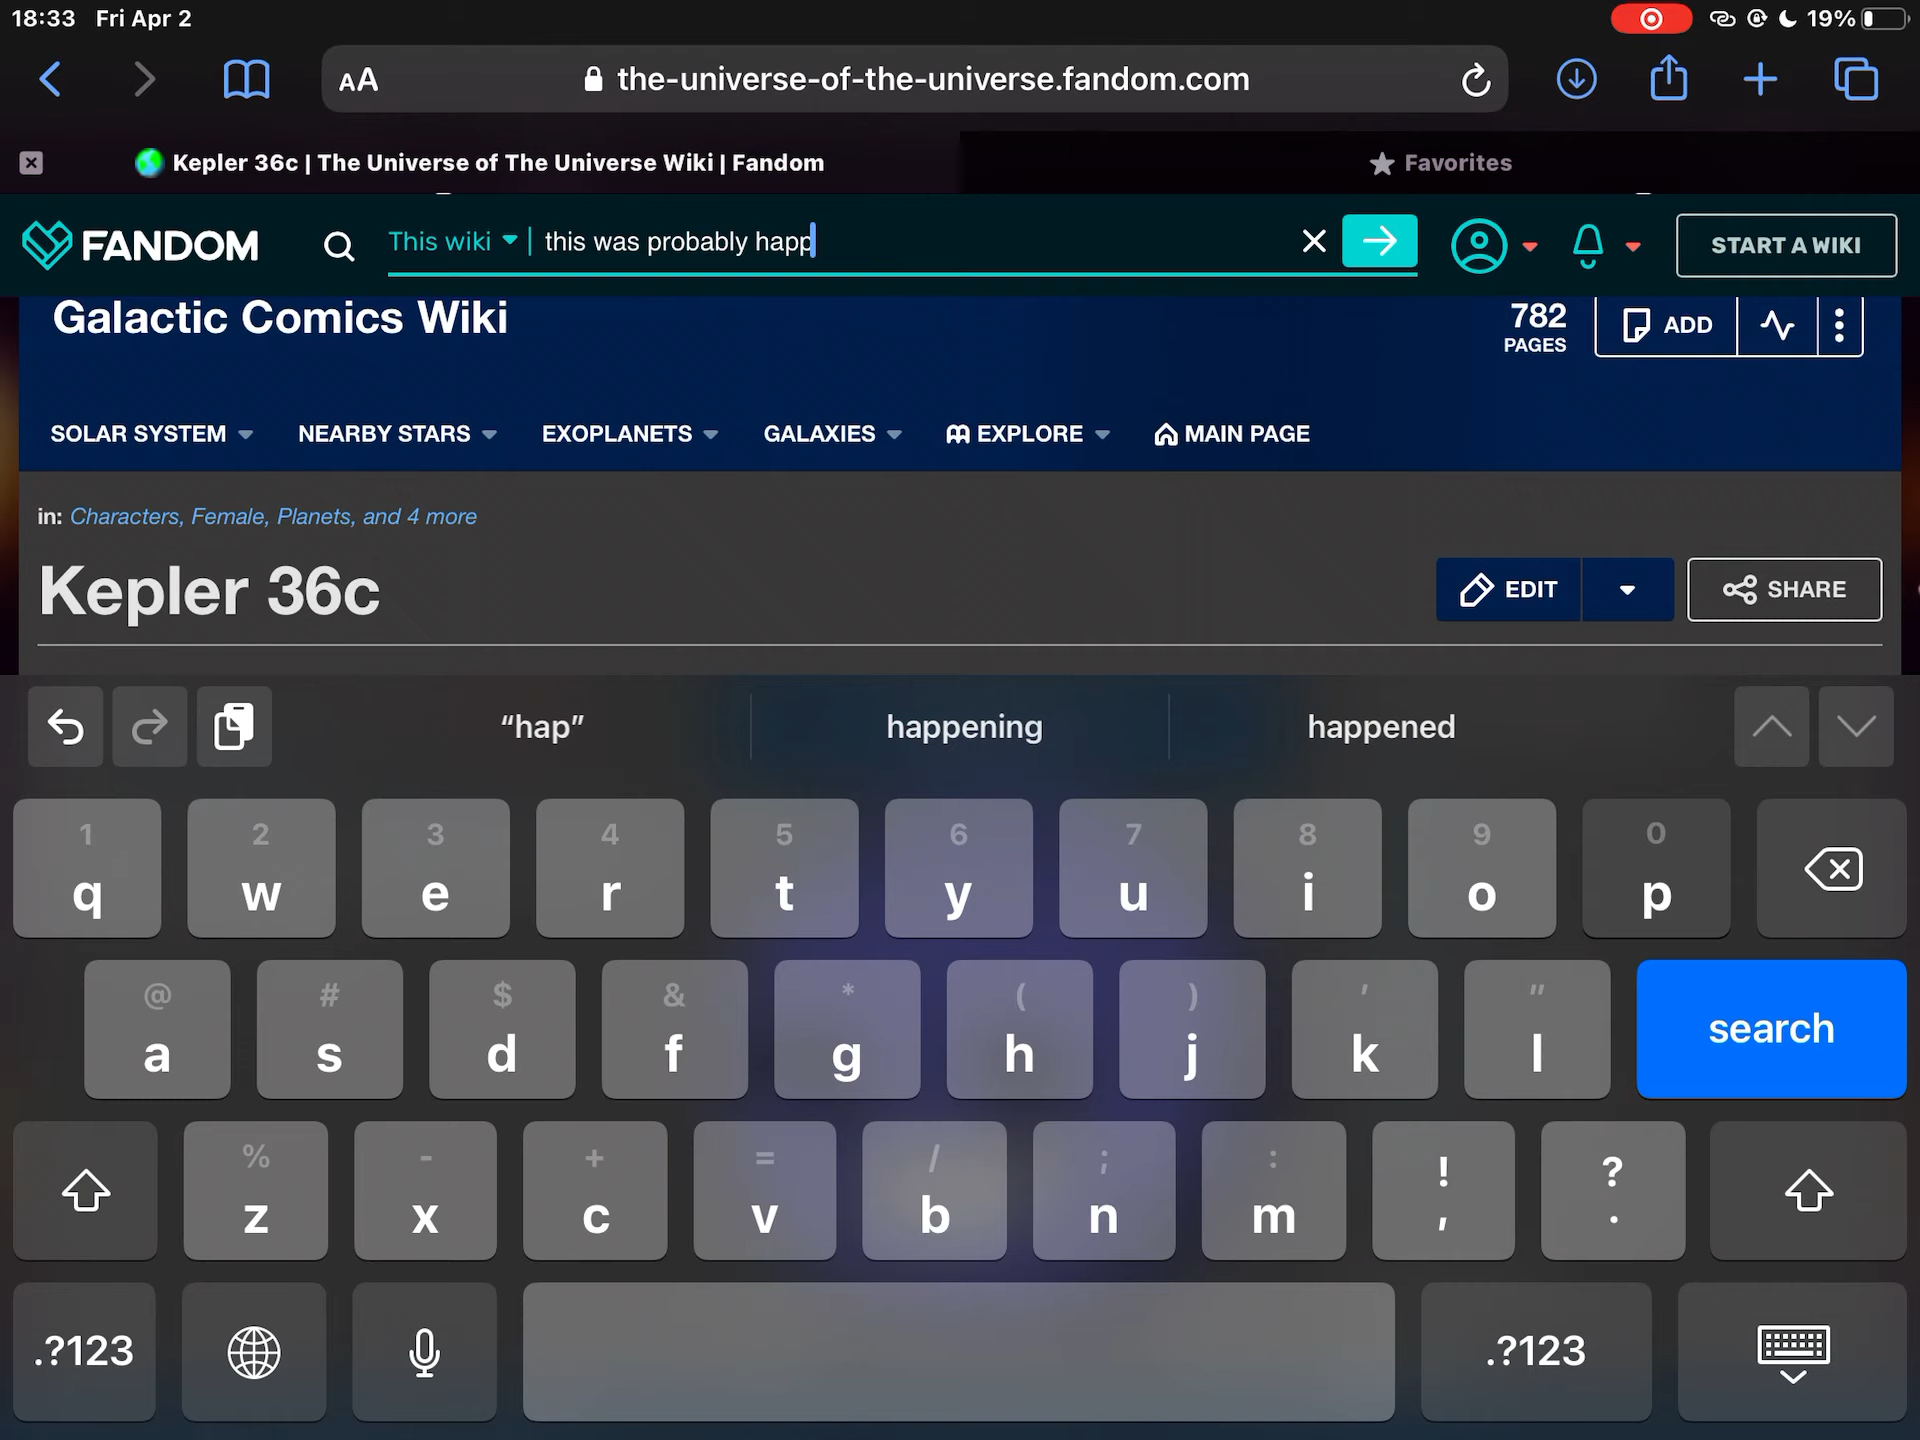 18:33 Fri Apr 2 19%
AA the-universe-of-the-universe.fandom.com
Kepler 36c | The Universe of The Universe Wiki | Fandom Favorites
FANDOM This wiki this was probably happ START A WIKI
Galactic Comics Wiki 782 PAGES ADD
SOLAR SYSTEM NEARBY STARS EXOPLANETS GALAXIES EXPLORE MAIN PAGE
in: Characters, Female, Planets, and 4 more
Kepler 36c EDIT SHARE
“hap” happening happened
1 2 3 4 5 6 7 8 9 0
q w e r t y u i o p
@ # $ & * ( ) ' "
a s d f g h j k l search
% - + = / ; : ! ?
z x c v b n m , .
.?123 .?123